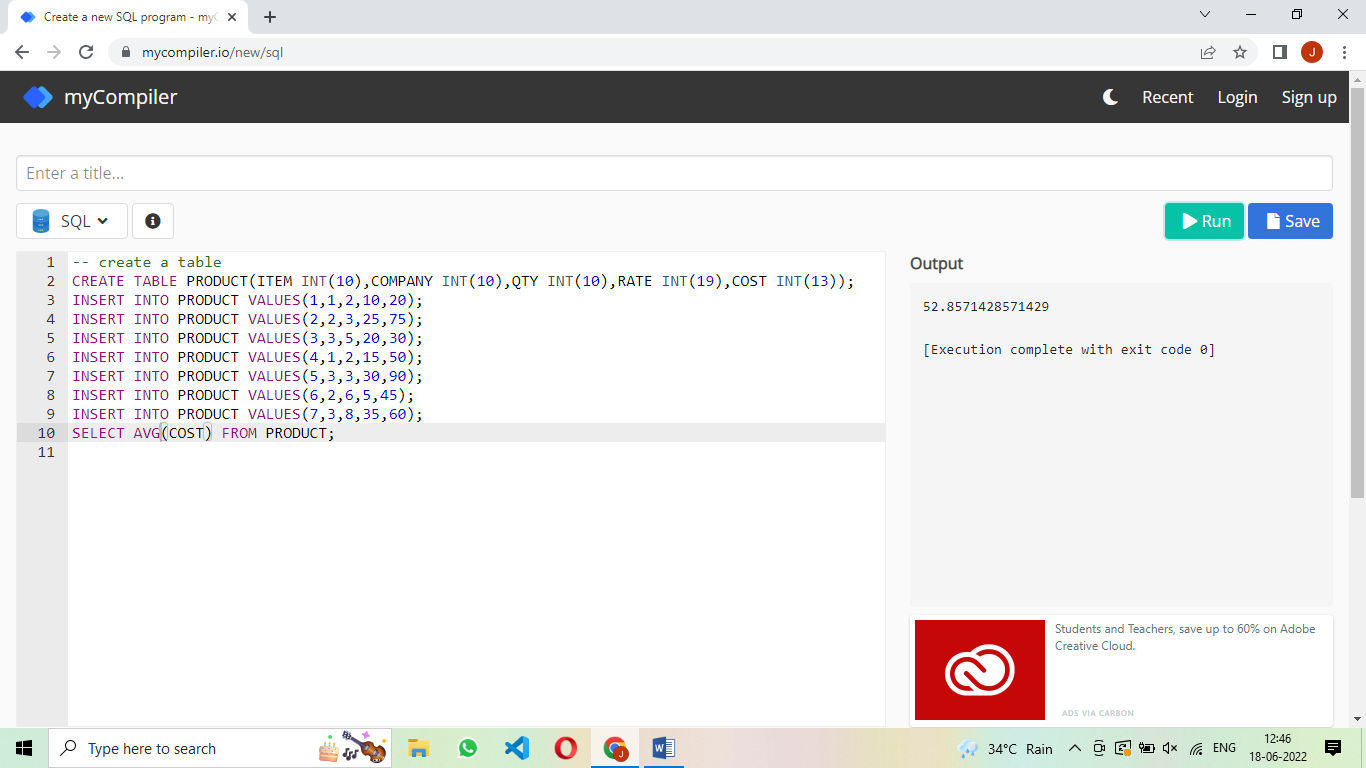 Create a new SQL program - myC
mycompiler.io/new/sql
J
myCompiler
Recent
Login
Sign up
Enter a title...
SQL
Run
Save
1 -- create a table
2 CREATE TABLE PRODUCT(ITEM INT(10),COMPANY INT(10),QTY INT(10),RATE INT(19),COST INT(13));
3 INSERT INTO PRODUCT VALUES(1,1,2,10,20);
4 INSERT INTO PRODUCT VALUES(2,2,3,25,75);
5 INSERT INTO PRODUCT VALUES(3,3,5,20,30);
6 INSERT INTO PRODUCT VALUES(4,1,2,15,50);
7 INSERT INTO PRODUCT VALUES(5,3,3,30,90);
8 INSERT INTO PRODUCT VALUES(6,2,6,5,45);
9 INSERT INTO PRODUCT VALUES(7,3,8,35,60);
10 SELECT AVG(COST) FROM PRODUCT;
11
Output
52.8571428571429
[Execution complete with exit code 0]
Students and Teachers, save up to 60% on Adobe
Creative Cloud.
ADS VIA CARBON
Type here to search
J
W
34°C Rain
ENG
12:46
18-06-2022